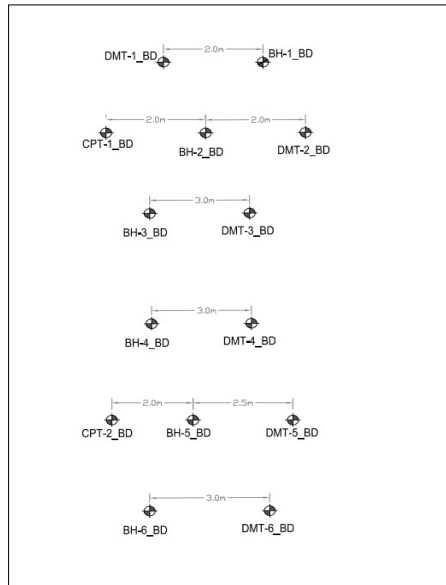 2.0m
DMT-1_BD BH-1_BD
2.0m 2.0m
CPT-1_BD BH-2_BD DMT-2_BD
3.0m
BH-3_BD DMT-3_BD
3.0m
BH-4_BD DMT-4_BD
2.0m 2.5m
CPT-2_BD BH-5_BD DMT-5_BD
3.0m
BH-6_BD DMT-6_BD